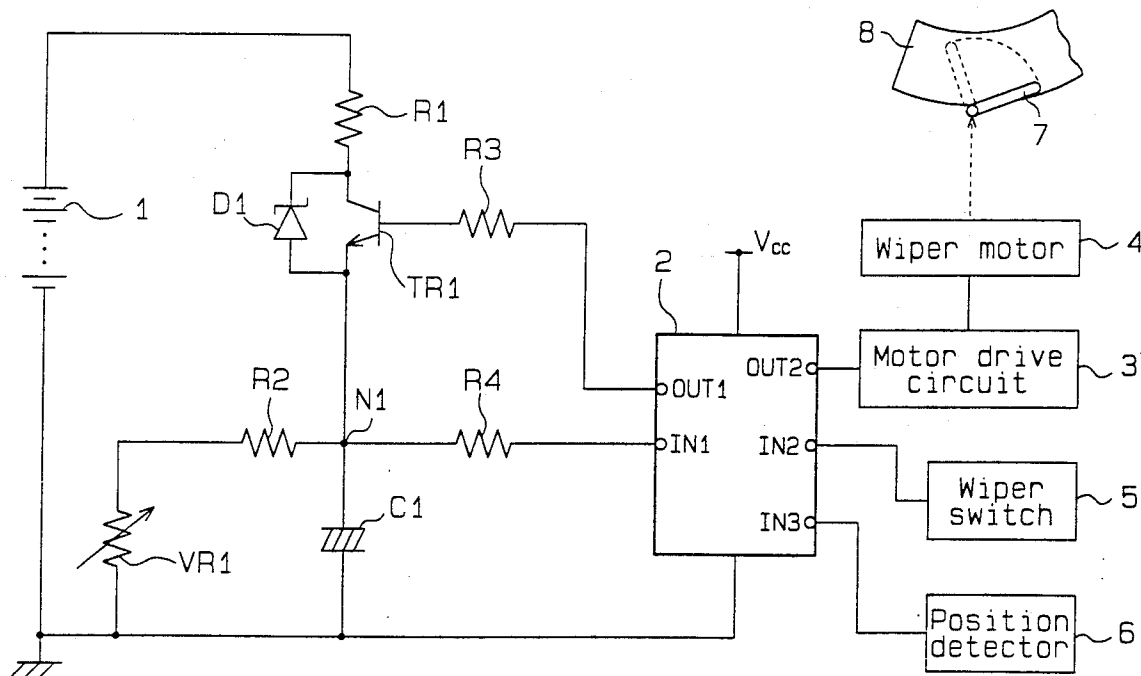 8
7
R1
R3
1
D1
TR1
Vcc
2
Wiper motor
4
OUT2
Motor drive
circuit
3
OUT1
R2
N1
R4
IN1
IN2
Wiper
switch
5
C1
IN3
VR1
Position
detector
6